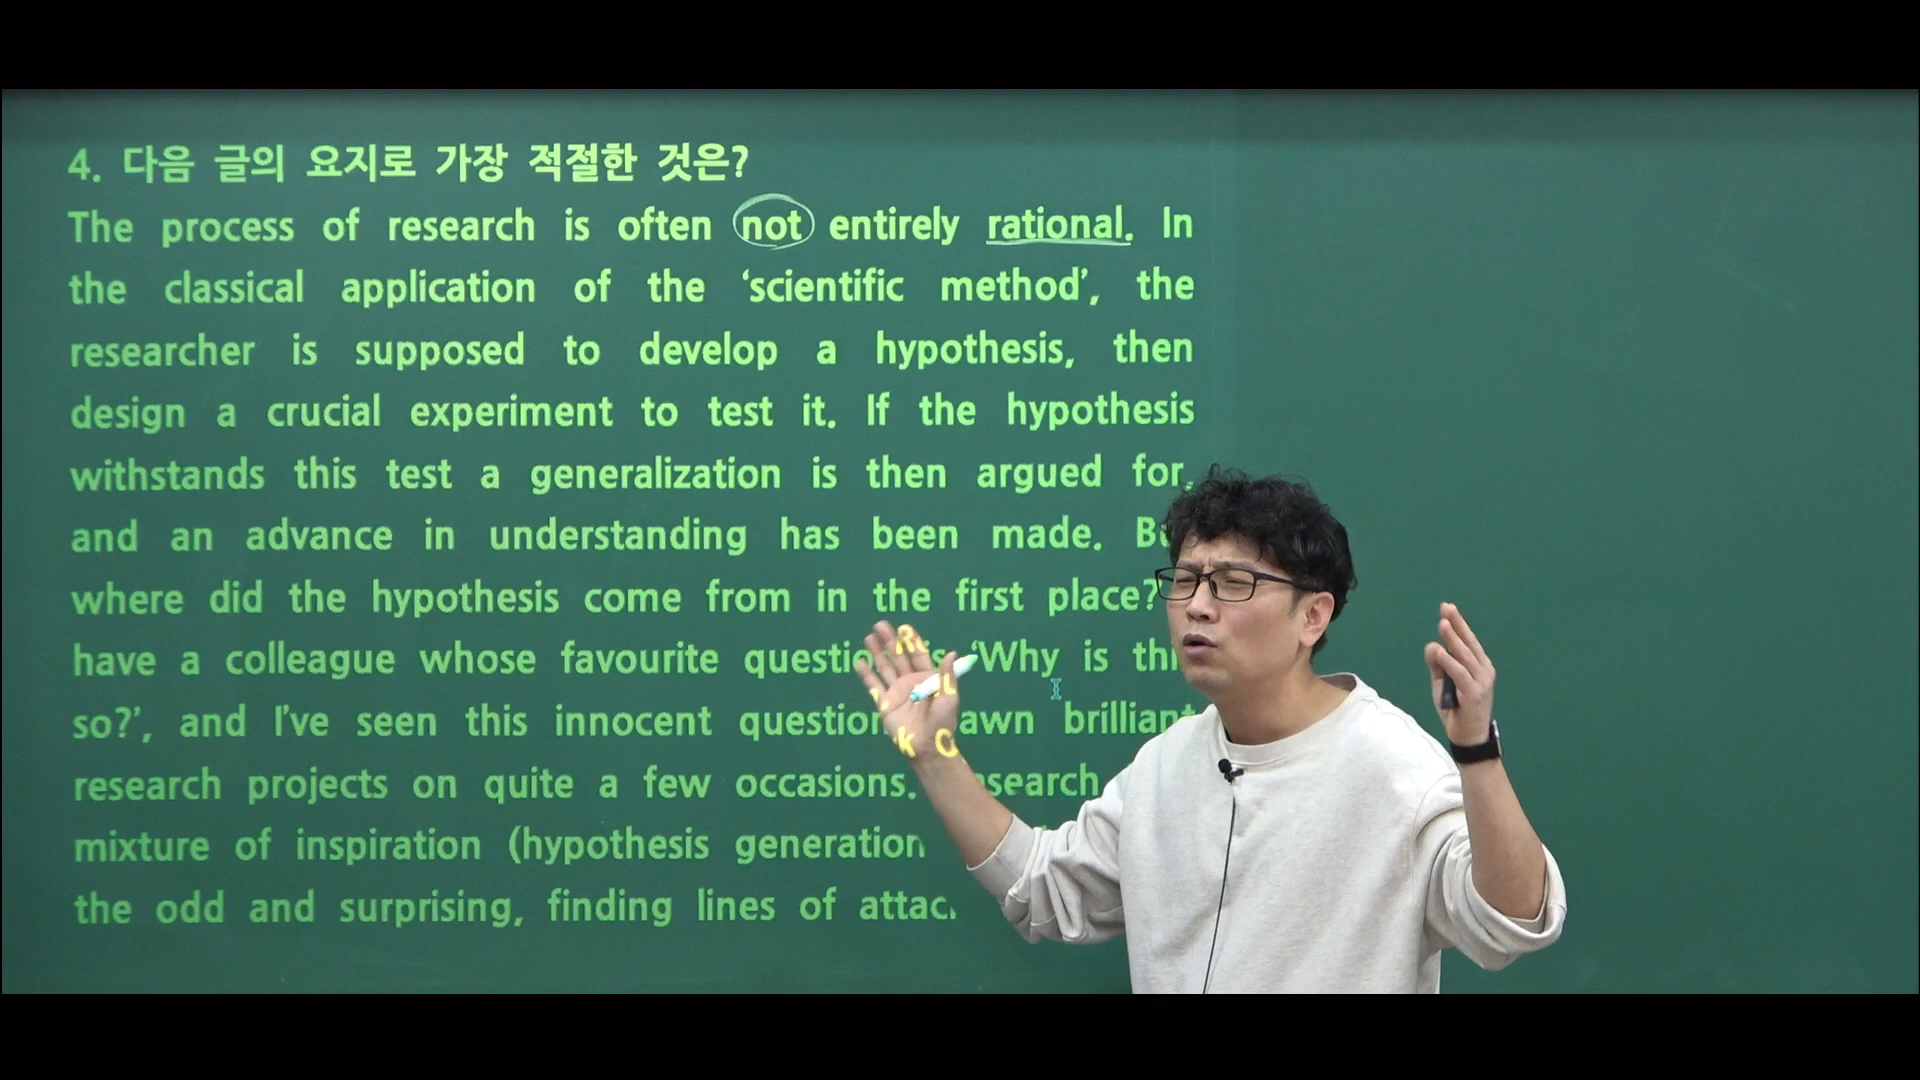 4. 다음 글의 요지로 가장 적절한 것은?
The process of research is often not entirely rational. In
the classical application of the ‘scientific method’, the
researcher is supposed to develop a hypothesis, then
design a crucial experiment to test it. If the hypothesis
withstands this test a generalization is then argued for,
and an advance in understanding has been made.
where did the hypothesis come from in the first place?
have a colleague whose favourite ‘Why is
so?’, and I’ve seen this innocent question brilliant
research projects on quite a few occasions.
mixture of inspiration (hypothesis generation
the odd and surprising, finding lines of